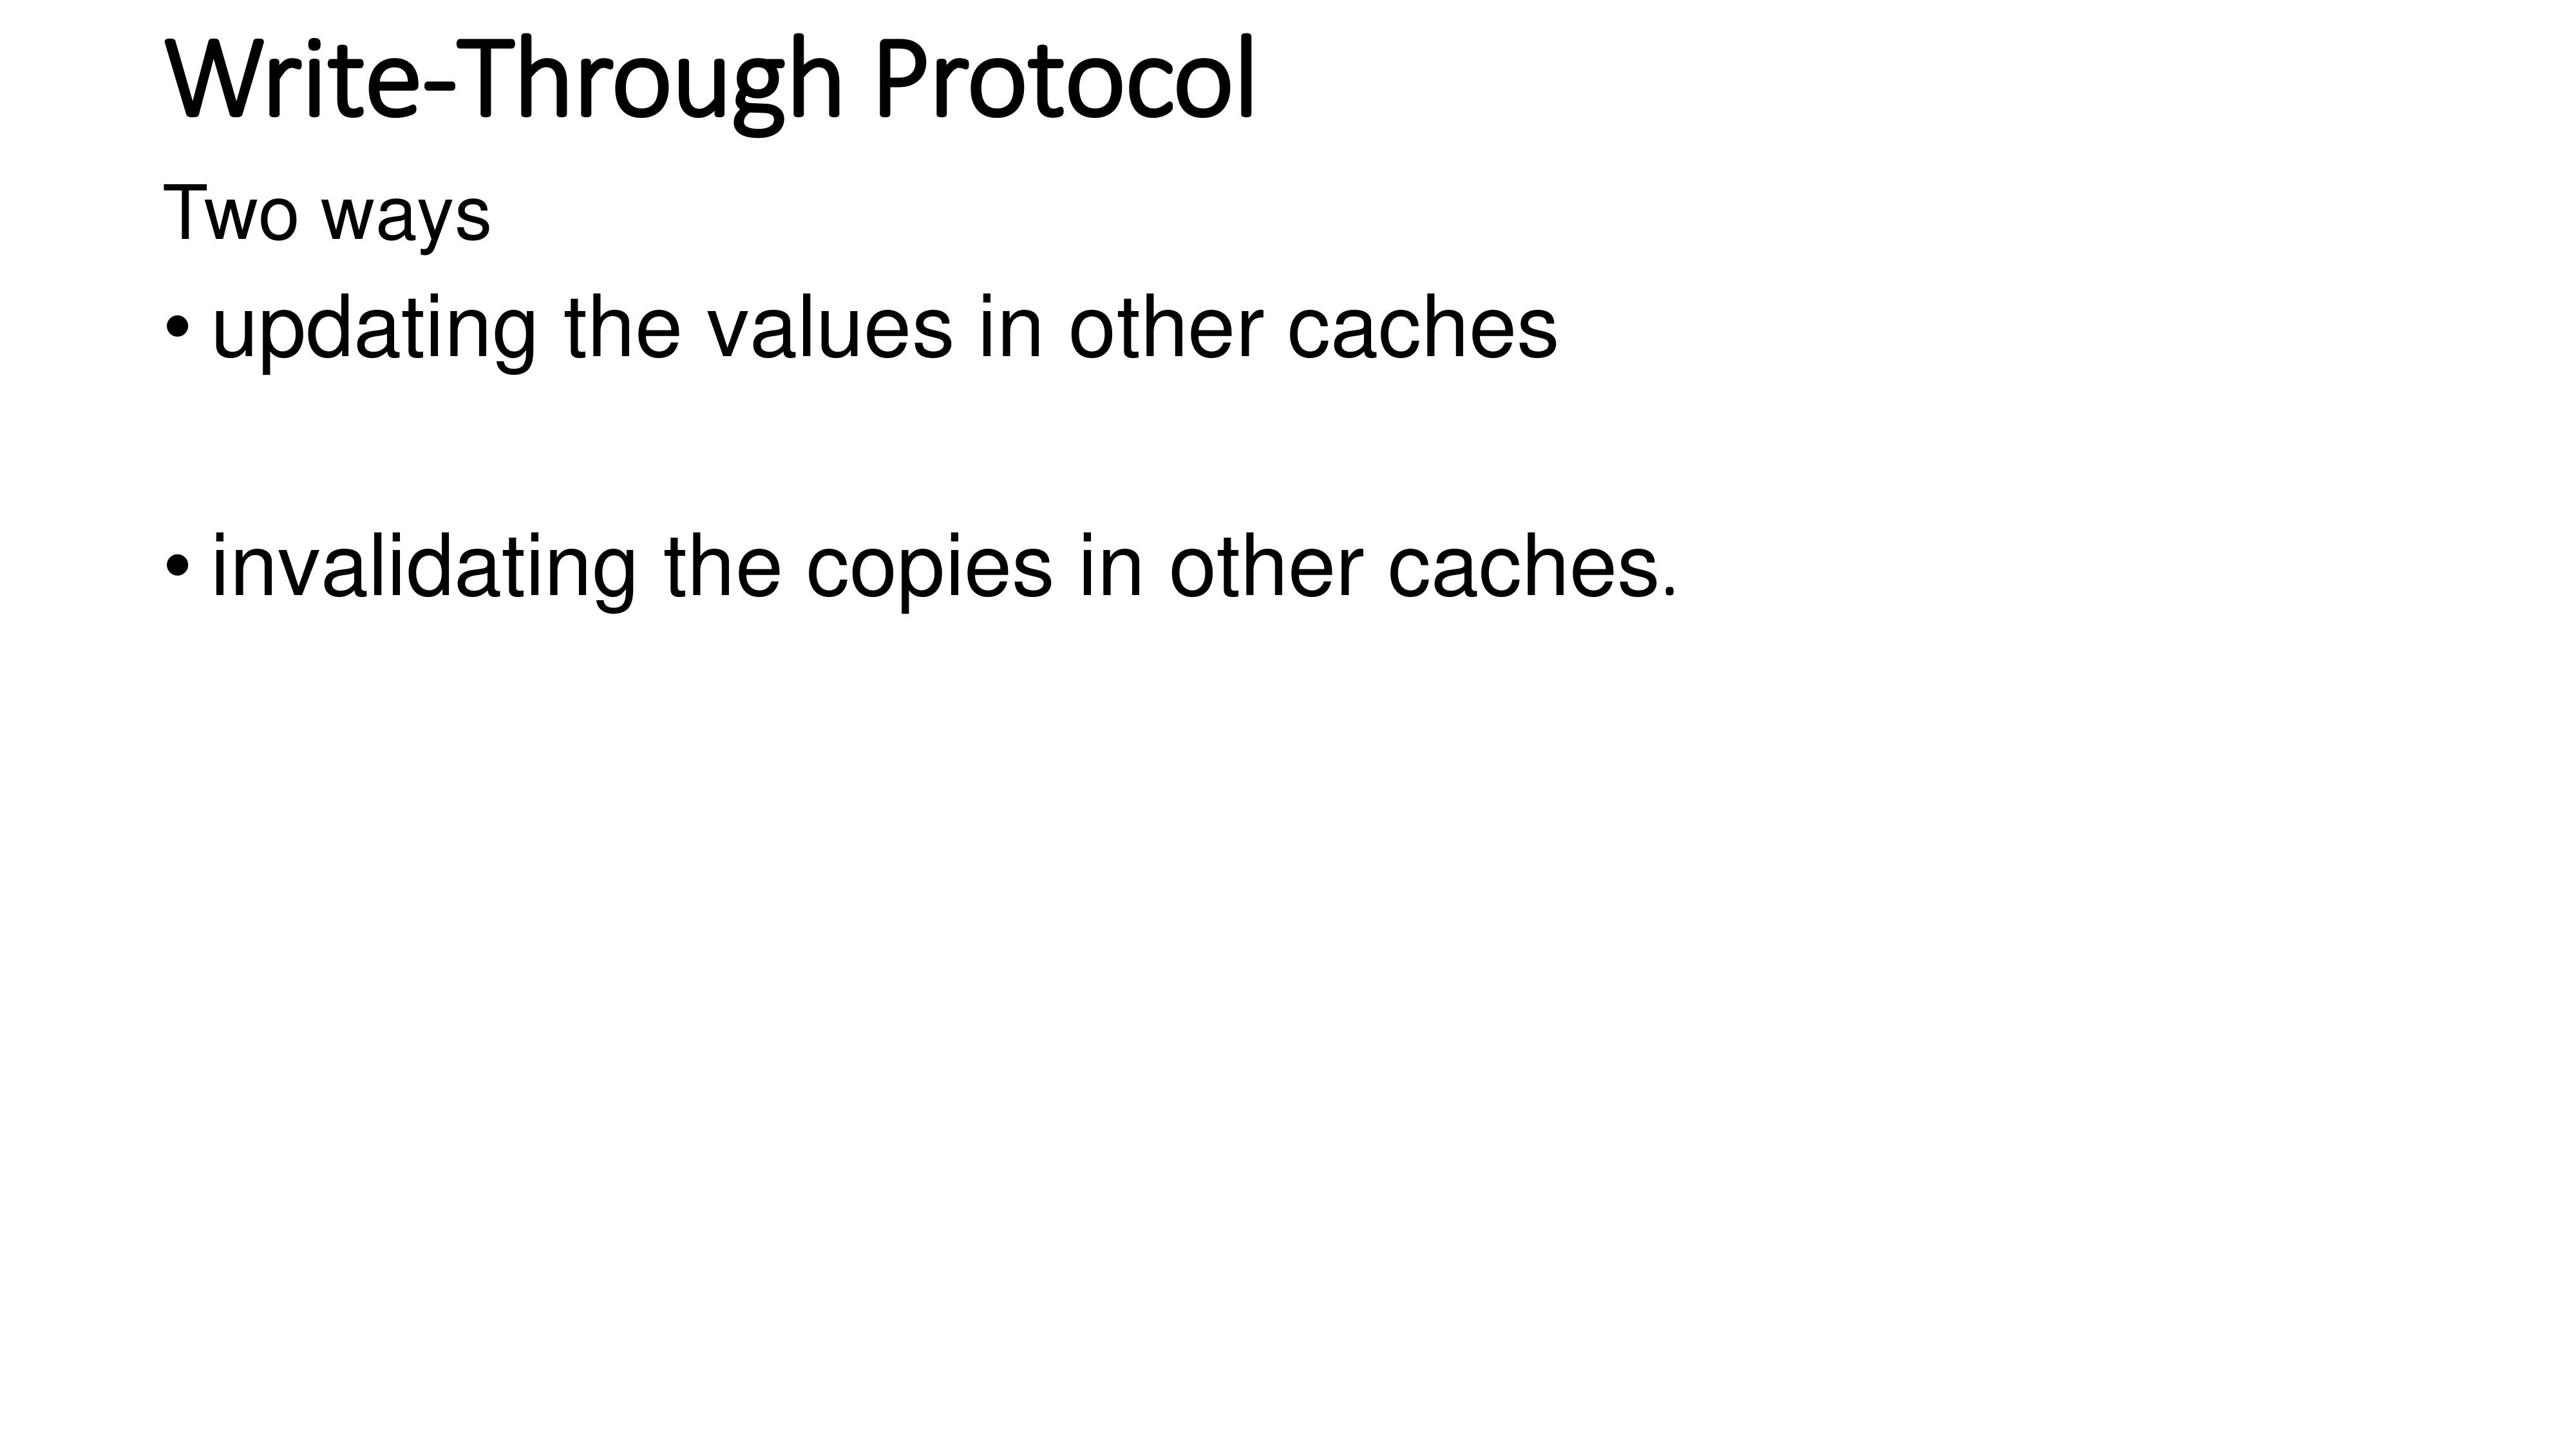 Write-Through Protocol
Two ways
• updating the values in other caches
• invalidating the copies in other caches.